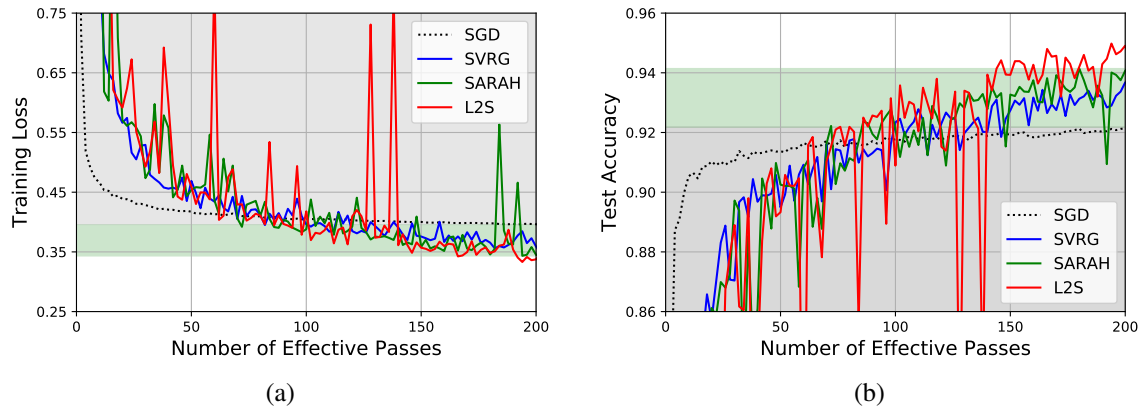 0.75
0.65
0.55
0.45
0.35
0.25
Training Loss
0 50 100 150 200
Number of Effective Passes
SGD
SVRG
SARAH
L2S
(a)
0.96
0.94
0.92
0.90
0.88
0.86
Test Accuracy
0 50 100 150 200
Number of Effective Passes
SGD
SVRG
SARAH
L2S
(b)